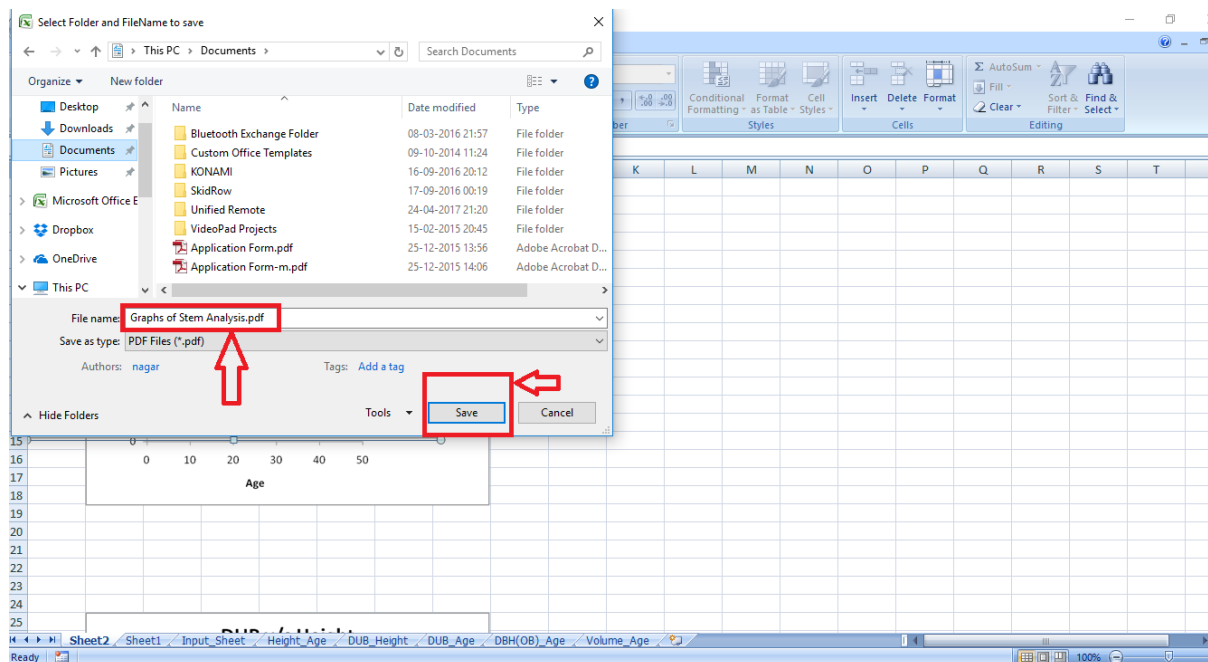 Select Folder and FileName to save
This PC > Documents >
Search Documents
Organize
New folder
Name
Date modified
Type
Desktop
Downloads
Documents
Pictures
Microsoft Office E
Dropbox
OneDrive
This PC
Bluetooth Exchange Folder 08-03-2016 21:57 File folder
Custom Office Templates 09-10-2014 11:24 File folder
KONAMI 16-09-2016 20:12 File folder
SkidRow 17-09-2016 00:19 File folder
Unified Remote 24-04-2017 21:20 File folder
VideoPad Projects 15-02-2015 20:45 File folder
Application Form.pdf 25-12-2015 13:56 Adobe Acrobat D...
Application Form-m.pdf 25-12-2015 14:06 Adobe Acrobat D...
File name: Graphs of Stem Analysis.pdf
Save as type: PDF Files (*.pdf)
Authors: nagar
Tags: Add a tag
Hide Folders
Tools
Save
Cancel
Conditional Formatting
Format as Table
Cell Styles
Styles
Insert Delete Format
Cells
Σ AutoSum
Fill
Clear
Sort & Filter
Find & Select
Editing
K L M N O P Q R S T
15
16
17
18
19
20
21
22
23
24
25
0
0 10 20 30 40 50
Age
Sheet2 Sheet1 Input_Sheet Height_Age DUB_Height DUB_Age DBH(OB)_Age Volume_Age
Ready
100%